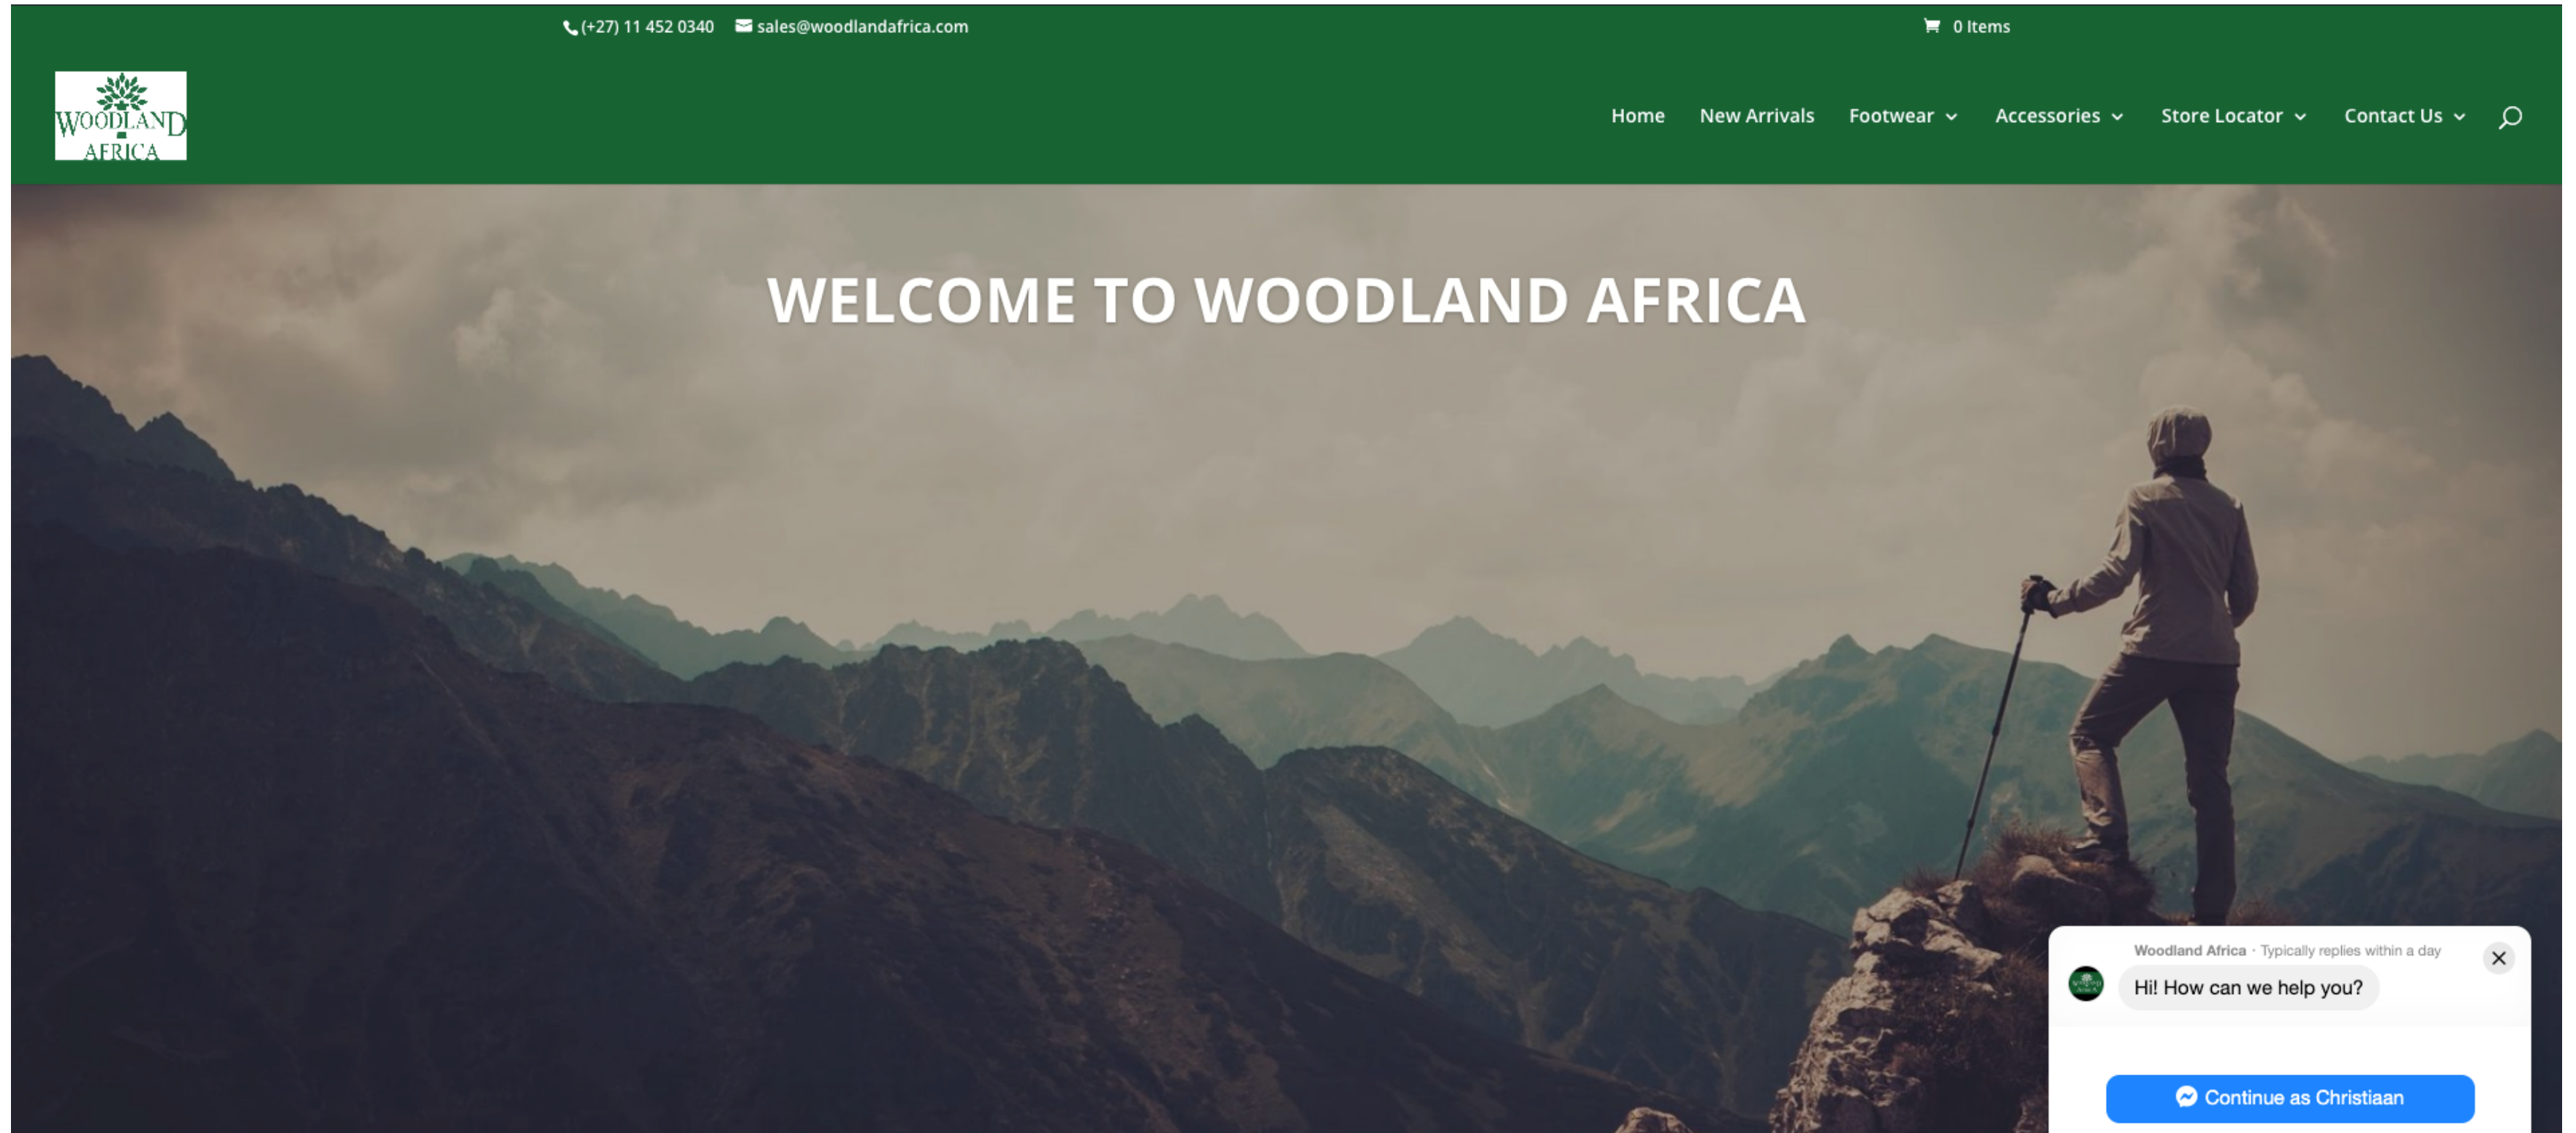 (+27) 11 452 0340 sales@woodlandafrica.com 0 Items
WOODLAND
AFRICA
Home New Arrivals Footwear Accessories Store Locator Contact Us
WELCOME TO WOODLAND AFRICA
Woodland Africa · Typically replies within a day
Hi! How can we help you?
Continue as Christiaan